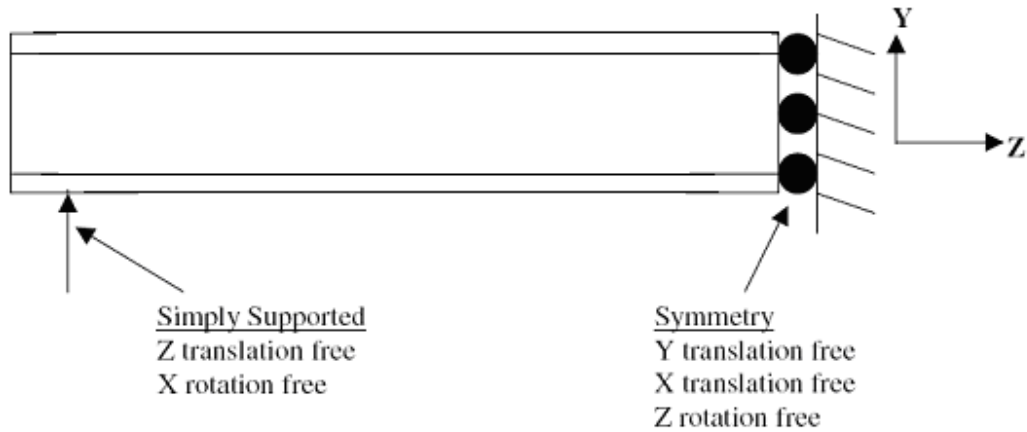 Y
Z
Simply Supported
Z translation free
X rotation free
Symmetry
Y translation free
X translation free
Z rotation free